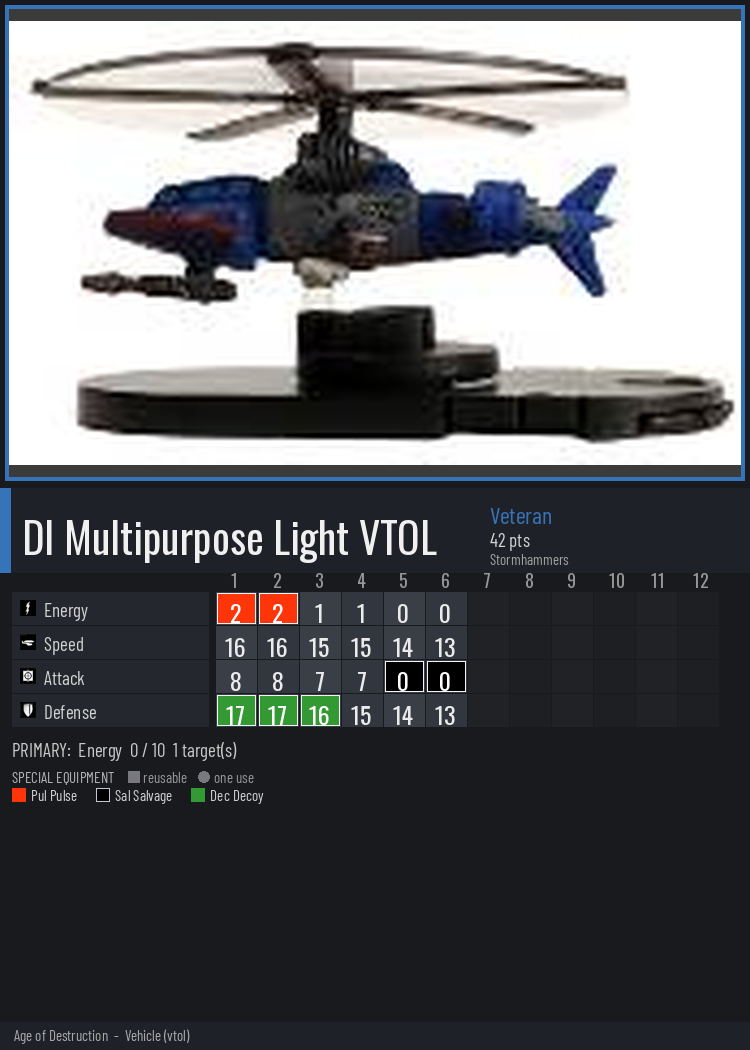 DI Multipurpose Light VTOL
Veteran
42 pts
Stormhammers
1 2 3 4 5 6 7 8 9 10 11 12
Energy 2 2 1 1 0 0
Speed 16 16 15 15 14 13
Attack 8 8 7 7 0 0
Defense 17 17 16 15 14 13
PRIMARY: Energy 0 / 10 1 target(s)
SPECIAL EQUIPMENT reusable one use
Pul Pulse Sal Salvage Dec Decoy
Age of Destruction - Vehicle (vtol)